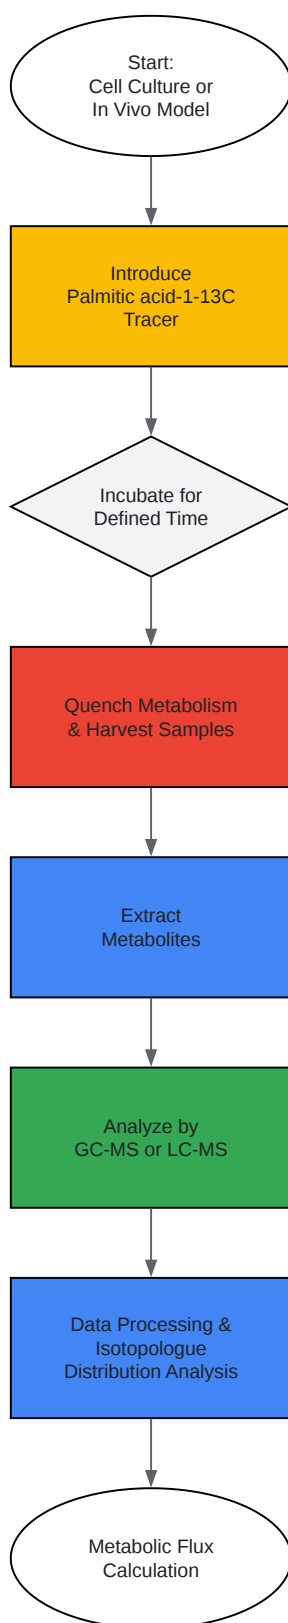 Start:
Cell Culture or
In Vivo Model
Introduce
Palmitic acid-1-13C
Tracer
Incubate for
Defined Time
Quench Metabolism
& Harvest Samples
Extract
Metabolites
Analyze by
GC-MS or LC-MS
Data Processing &
Isotopologue
Distribution Analysis
Metabolic Flux
Calculation